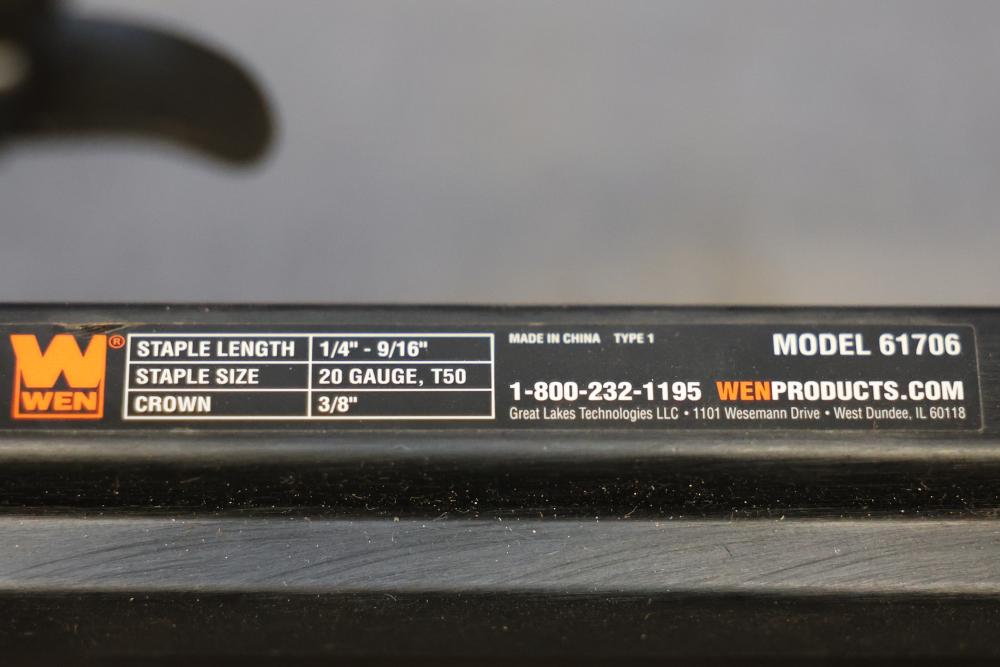 W ®
WEN
STAPLE LENGTH 1/4" - 9/16"
STAPLE SIZE 20 GAUGE, T50
CROWN 3/8"
MADE IN CHINA TYPE 1
MODEL 61706
1-800-232-1195 WENPRODUCTS.COM
Great Lakes Technologies LLC • 1101 Wesemann Drive • West Dundee, IL 60118